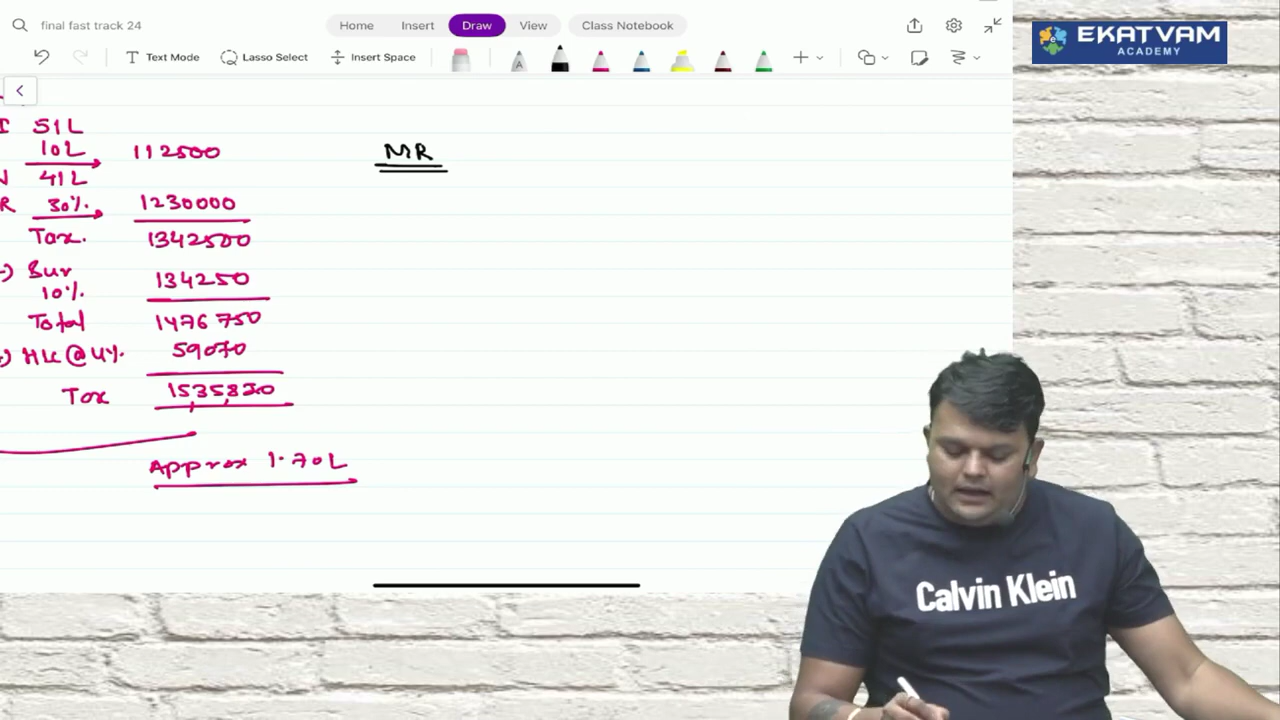 final fast track 24
Home Insert Draw View Class Notebook
EKATVAM
ACADEMY
Text Mode Lasso Select Insert Space
I 51L
10L 112500
MR
N 41L
R 30% 1230000
Tax. 1342500
-) Sur 134250
10%.
Total 1476750
-) HEC @ 4%. 59070
Tax 1535820
Approx 1.70L
Calvin Klein